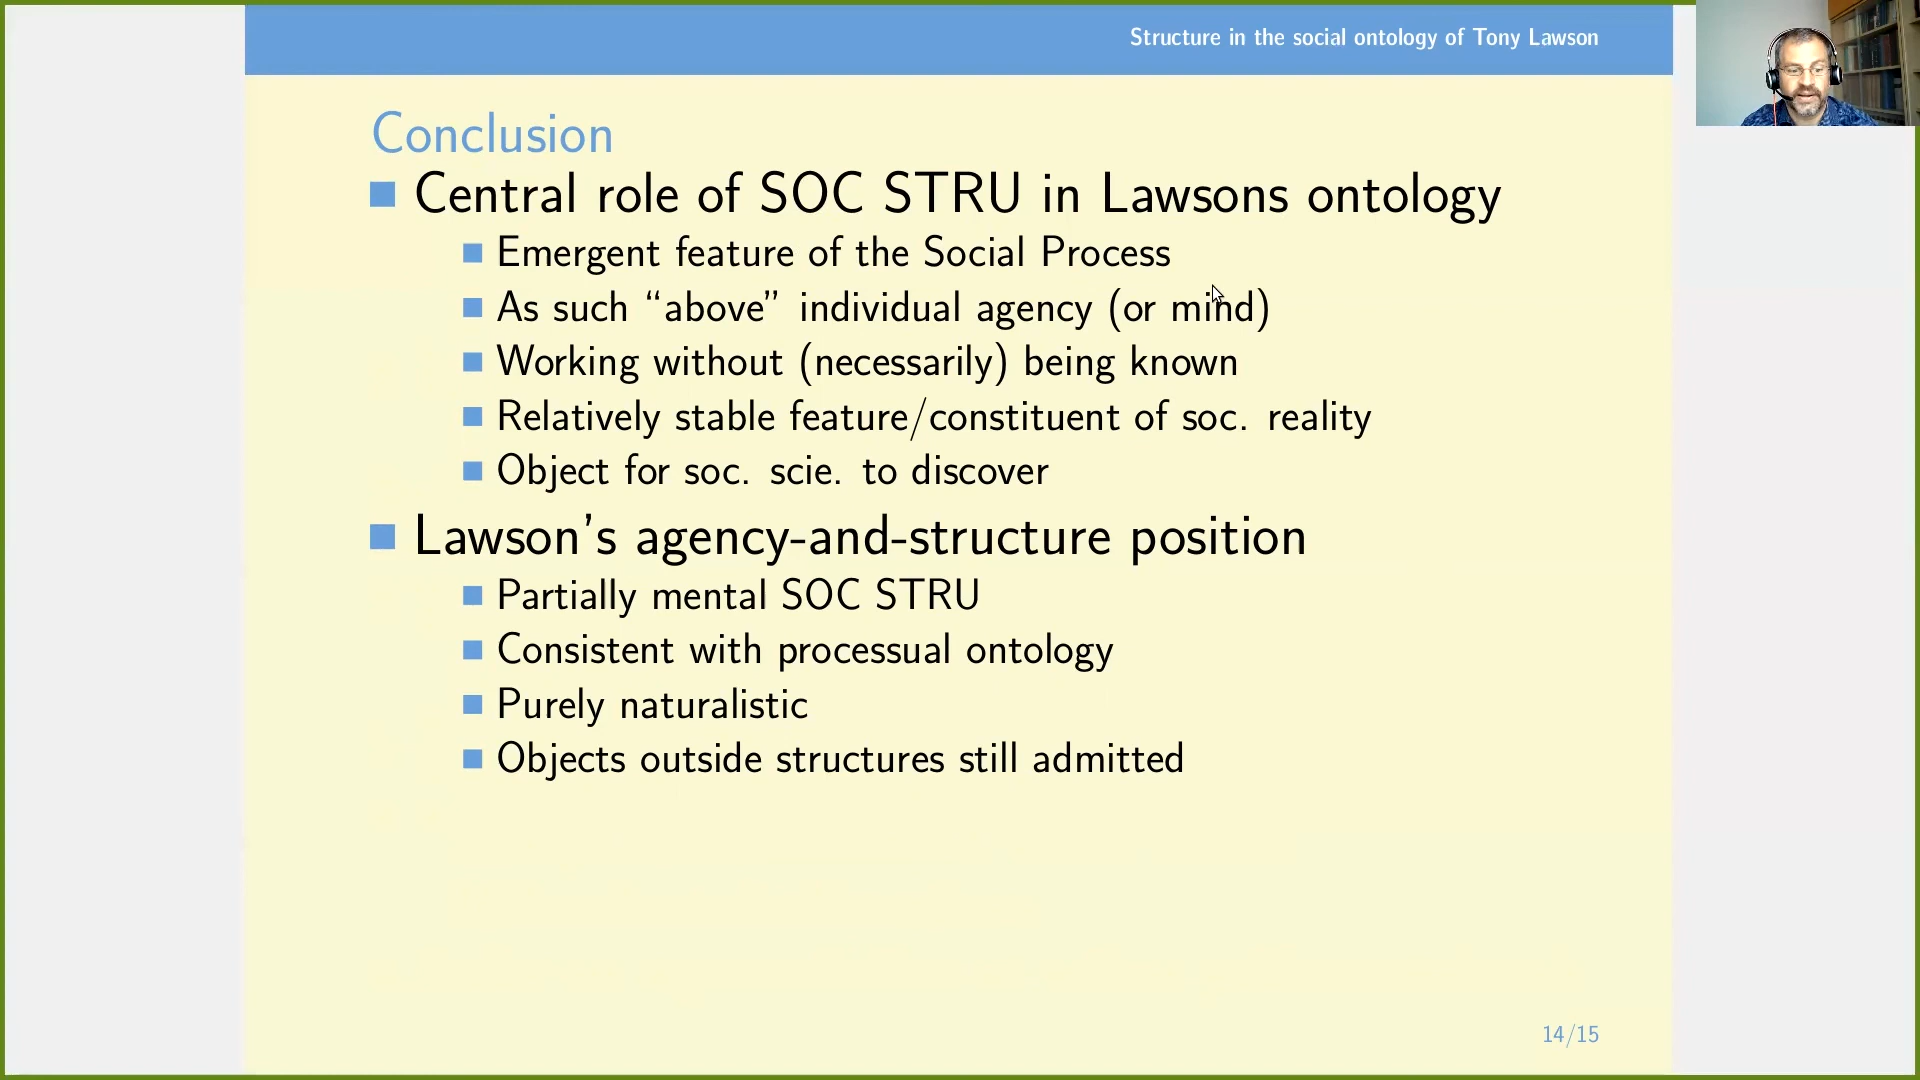 Structure in the social ontology of Tony Lawson
Conclusion
Central role of SOC STRU in Lawsons ontology
Emergent feature of the Social Process
As such “above” individual agency (or mind)
Working without (necessarily) being known
Relatively stable feature/constituent of soc. reality
Object for soc. scie. to discover
Lawson's agency-and-structure position
Partially mental SOC STRU
Consistent with processual ontology
Purely naturalistic
Objects outside structures still admitted
14/15